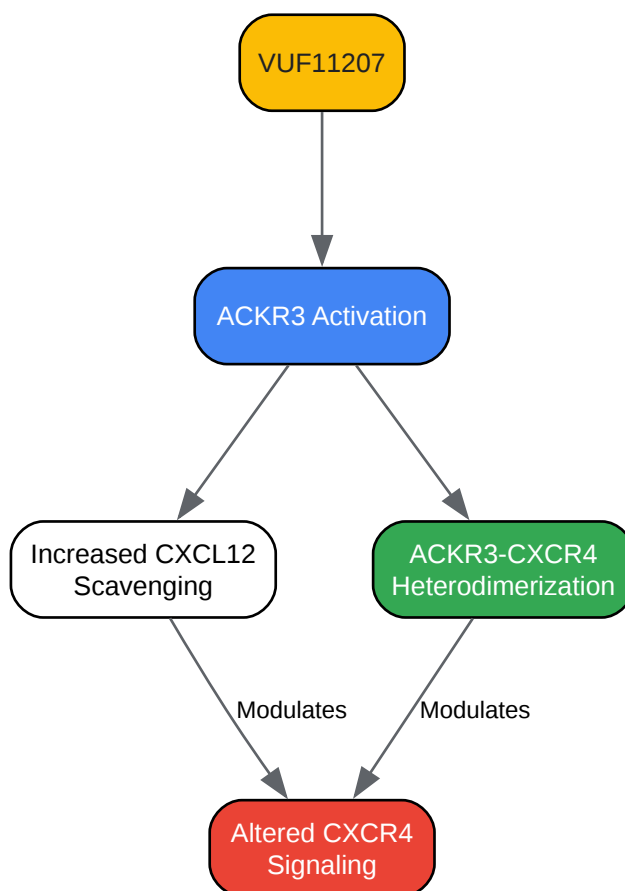 VUF11207
ACKR3 Activation
Increased CXCL12
Scavenging
ACKR3-CXCR4
Heterodimerization
Modulates
Modulates
Altered CXCR4
Signaling